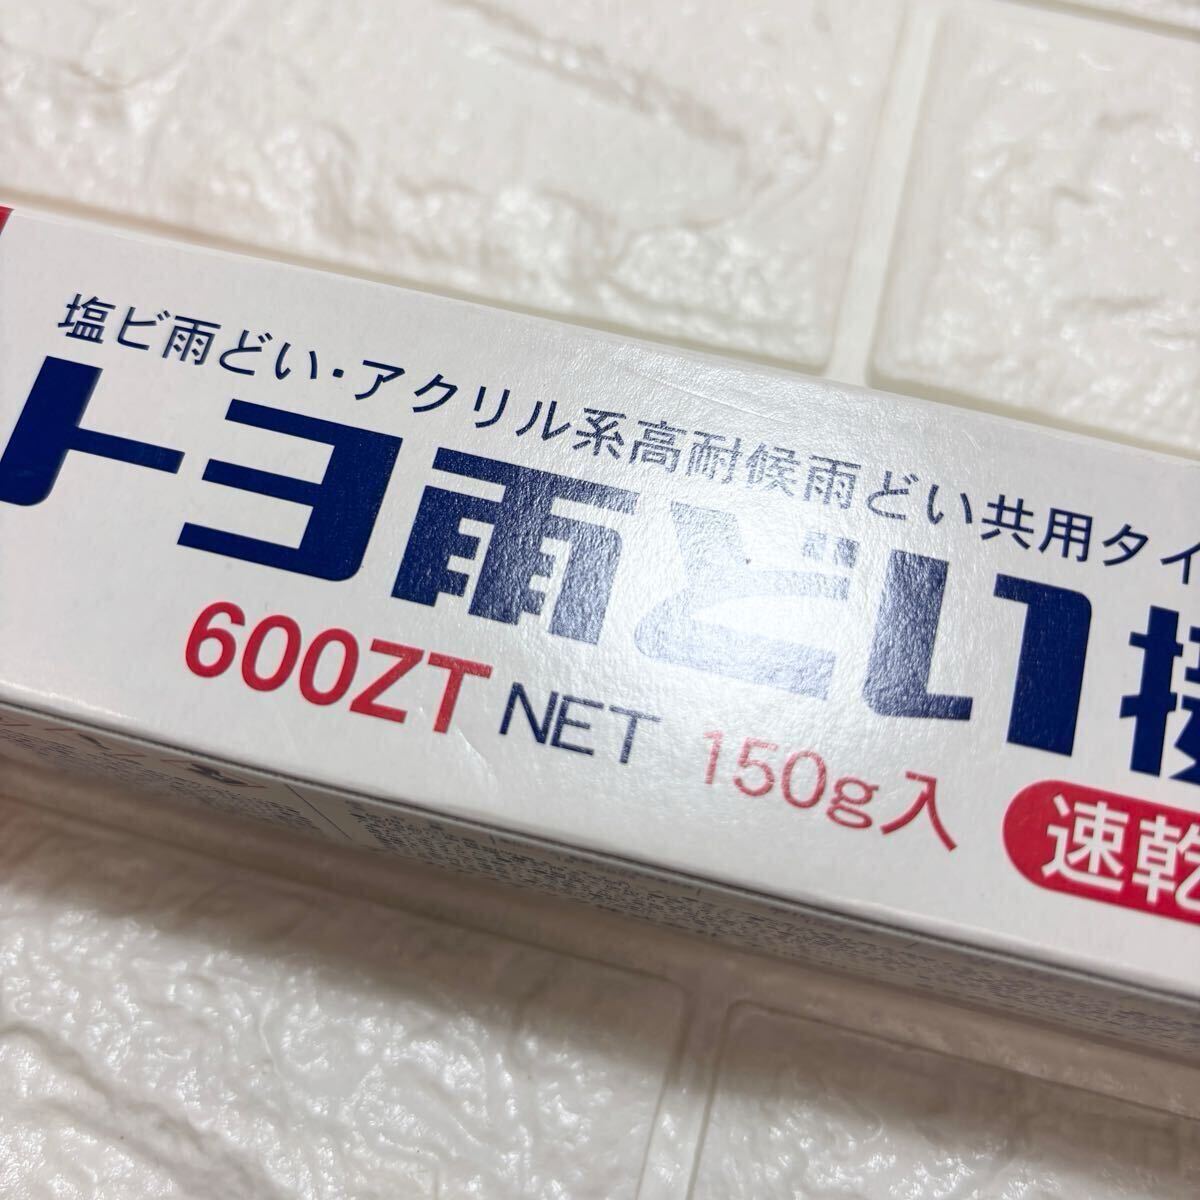 塩ビ雨どい・アクリル系高耐候雨どい共用タイ
トヨ雨どい接
600ZT NET 150g入
速乾